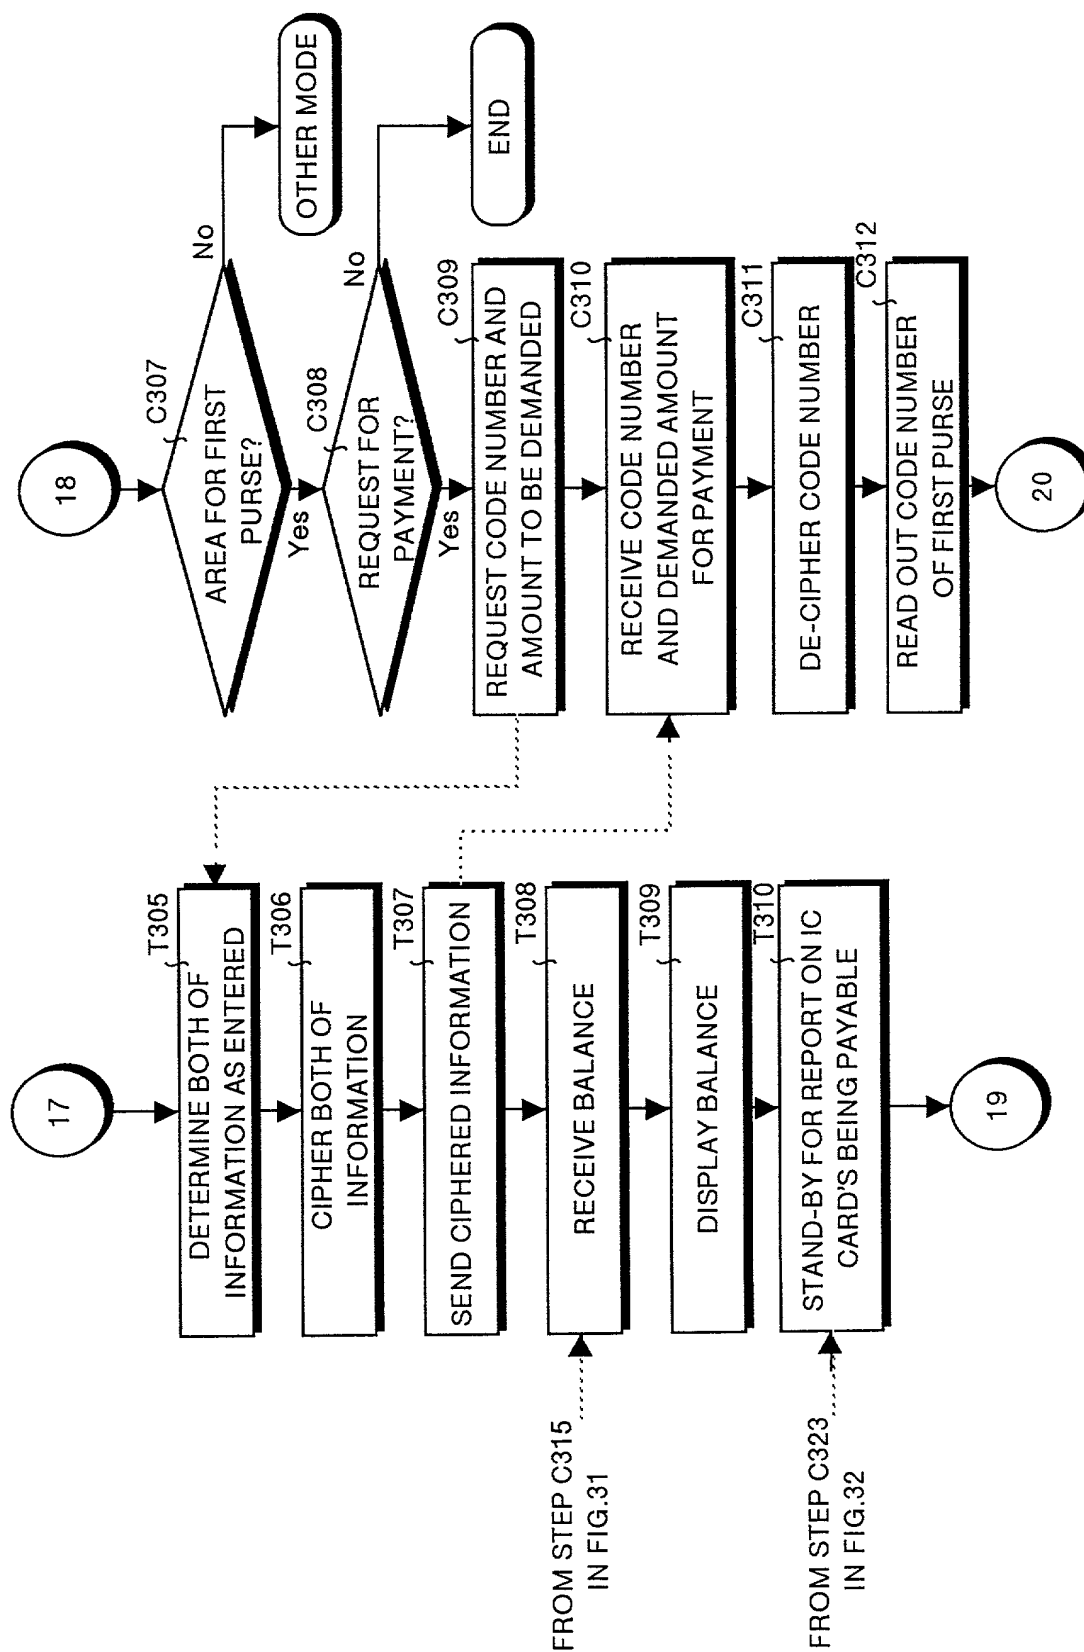 17
T305
DETERMINE BOTH OF
INFORMATION AS ENTERED
T306
CIPHER BOTH OF
INFORMATION
T307
SEND CIPHERED INFORMATION
T308
RECEIVE BALANCE
FROM STEP C315
IN FIG.31
T309
DISPLAY BALANCE
T310
STAND-BY FOR REPORT ON IC
CARD'S BEING PAYABLE
FROM STEP C323
IN FIG.32
19
18
C307
AREA FOR FIRST
PURSE?
No
OTHER MODE
Yes
C308
REQUEST FOR
PAYMENT?
No
END
Yes
C309
REQUEST CODE NUMBER AND
AMOUNT TO BE DEMANDED
C310
RECEIVE CODE NUMBER
AND DEMANDED AMOUNT
FOR PAYMENT
C311
DE-CIPHER CODE NUMBER
C312
READ OUT CODE NUMBER
OF FIRST PURSE
20